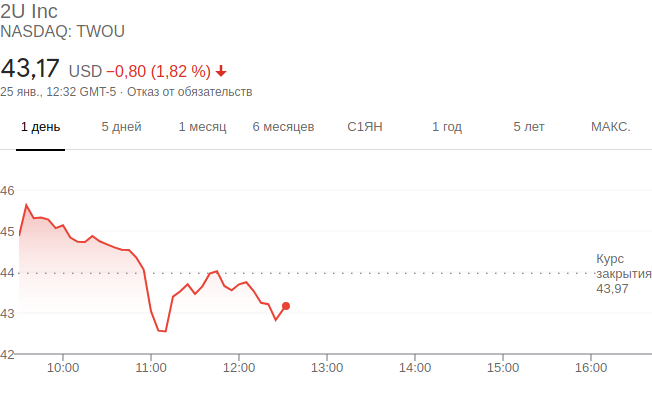 2U Inc
NASDAQ: TWOU
43,17 USD −0,80 (1,82 %)
25 янв., 12:32 GMT-5 · Отказ от обязательств
1 день 5 дней 1 месяц 6 месяцев С1ЯН 1 год 5 лет МАКС.
46
45
44
43
42
Курс
закрытия
43,97
10:00 11:00 12:00 13:00 14:00 15:00 16:00